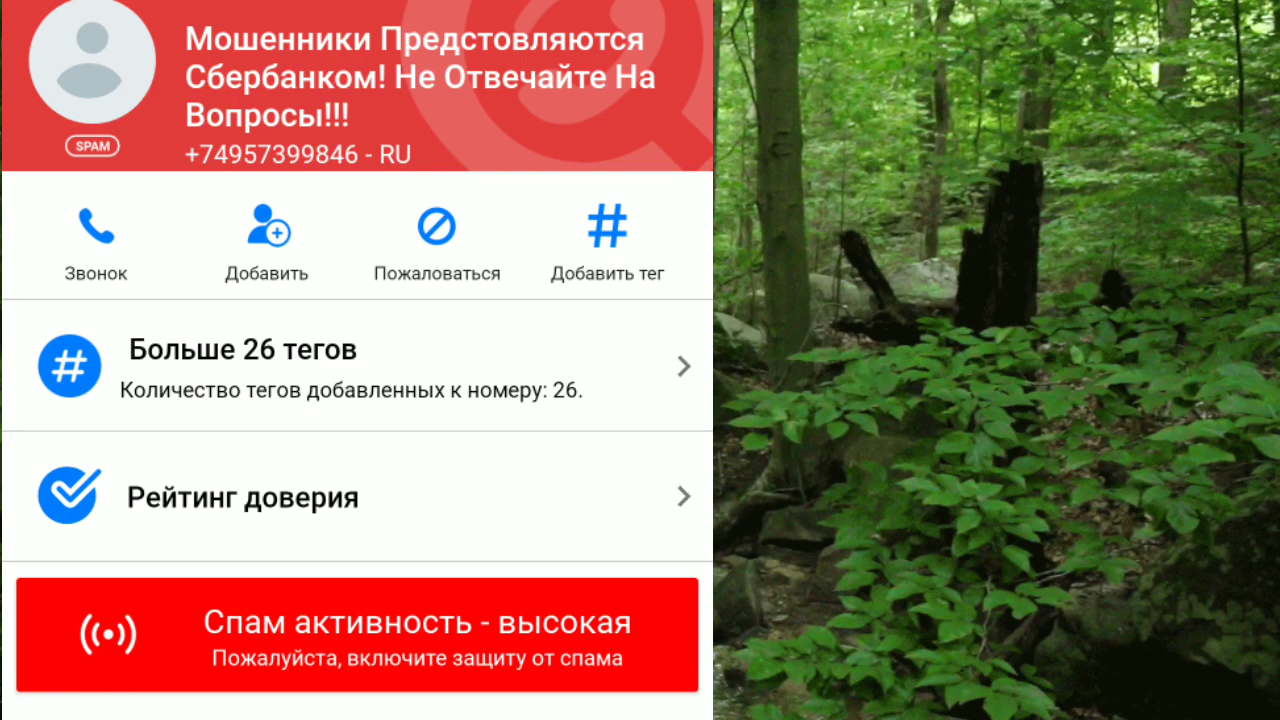 Мошенники Предстовляются
Сбербанком! Не Отвечайте На
Вопросы!!!
SPAM
+74957399846 - RU
Звонок
Добавить
Пожаловаться
Добавить тег
Больше 26 тегов
Количество тегов добавленных к номеру: 26.
Рейтинг доверия
Спам активность - высокая
Пожалуйста, включите защиту от спама